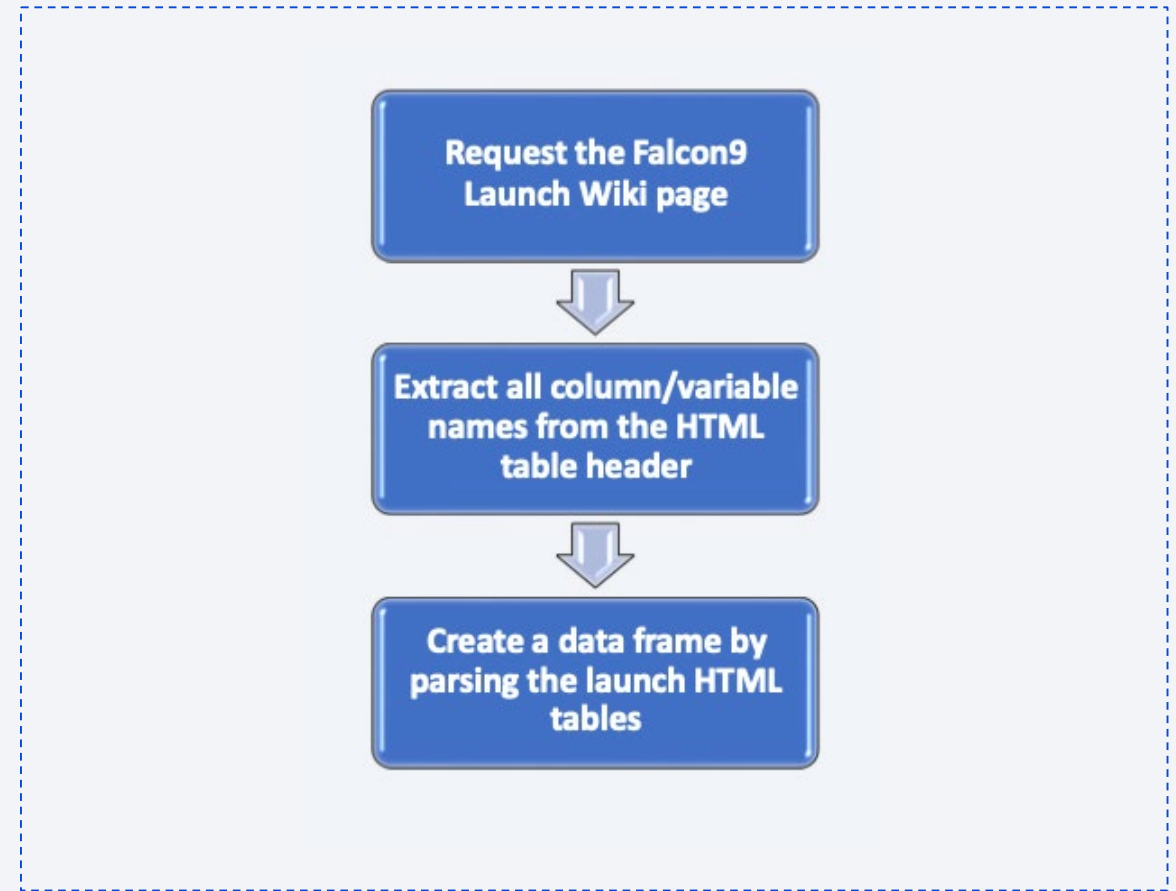 Request the Falcon9
Launch Wiki page
Extract all column/variable
names from the HTML
table header
Create a data frame by
parsing the launch HTML
tables